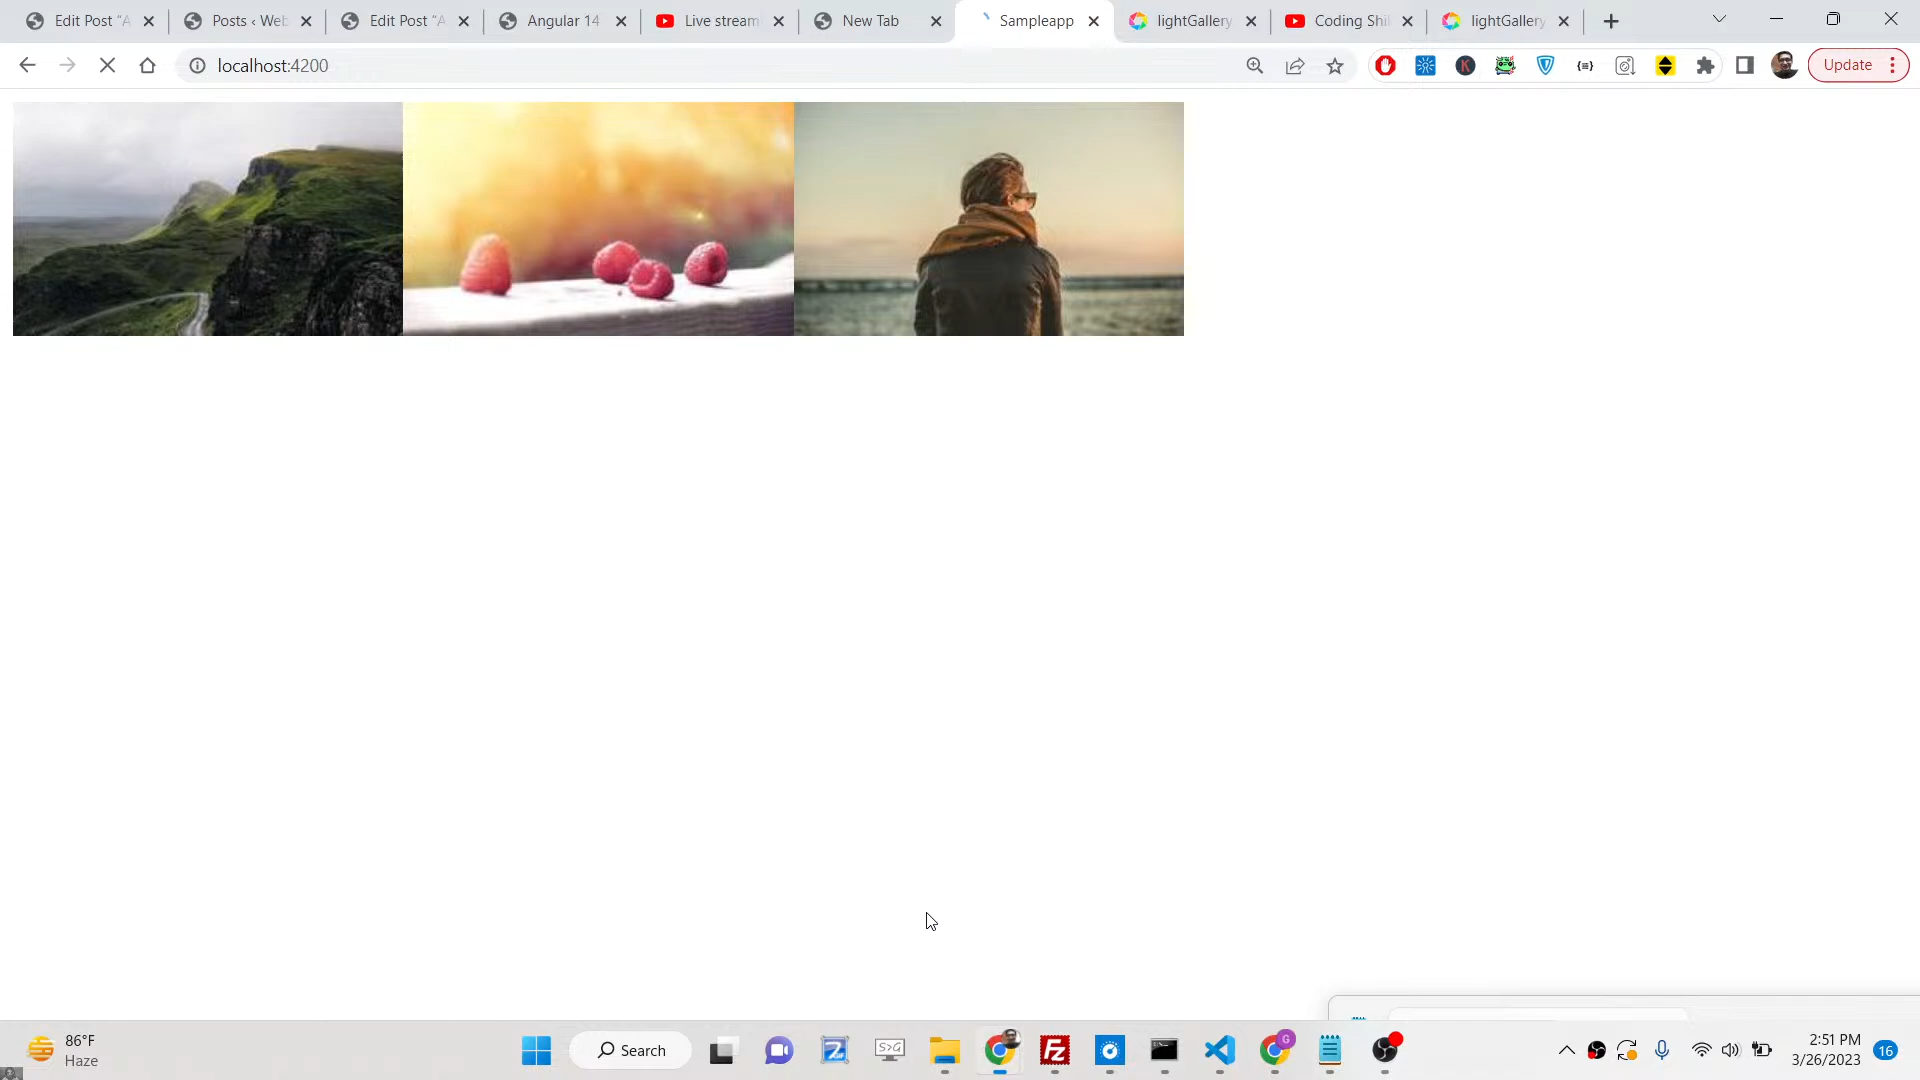 Edit Post "A
Posts ‹ Web
Edit Post "A
Angular 14
Live stream
New Tab
Sampleapp
lightGallery
Coding Shi
lightGallery
localhost:4200
Update
86°F
Haze
Search
2:51 PM
3/26/2023
16